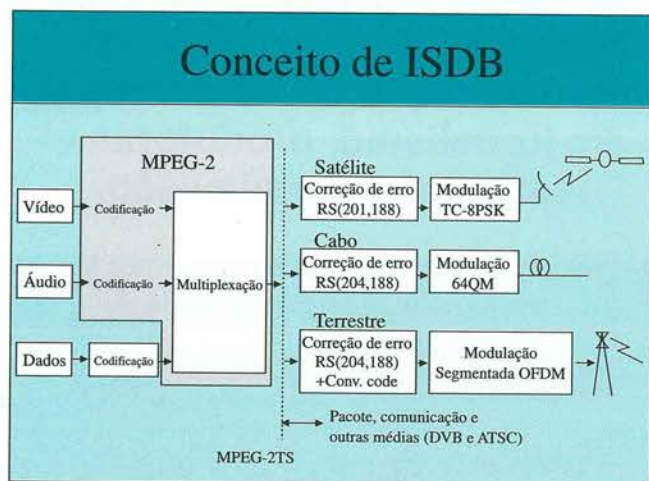 Conceito de ISDB
MPEG-2
Vídeo
Codificação
Áudio
Codificação
Dados
Codificação
Multiplexação
Satélite
Correção de erro
RS(201,188)
Modulação
TC-8PSK
Cabo
Correção de erro
RS(204,188)
Modulação
64QM
Terrestre
Correção de erro
RS(204,188)
+Conv. code
Modulação
Segmentada OFDM
Pacote, comunicação e
outras médias (DVB e ATSC)
MPEG-2TS